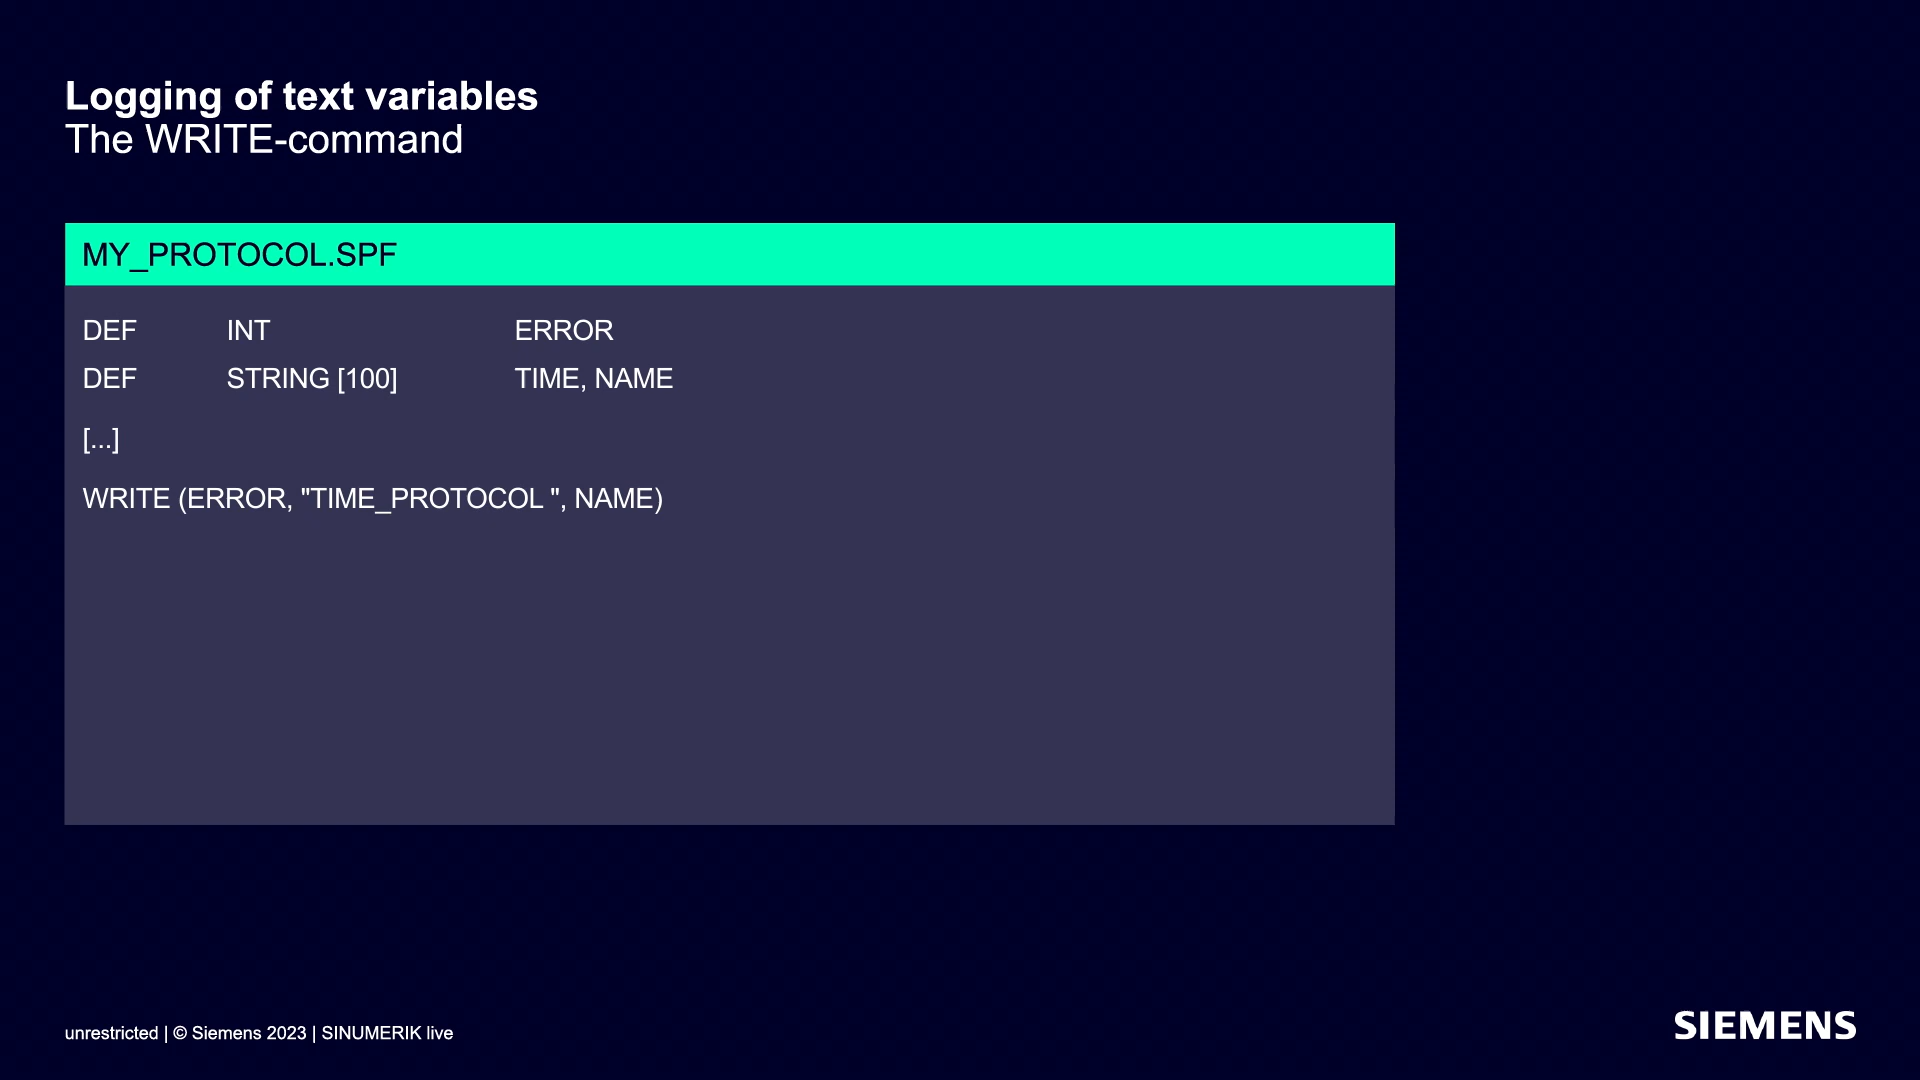 Logging of text variables
The WRITE-command
MY_PROTOCOL.SPF
DEF INT ERROR
DEF STRING [100] TIME, NAME
[...]
WRITE (ERROR, "TIME_PROTOCOL ", NAME)
unrestricted | © Siemens 2023 | SINUMERIK live
SIEMENS